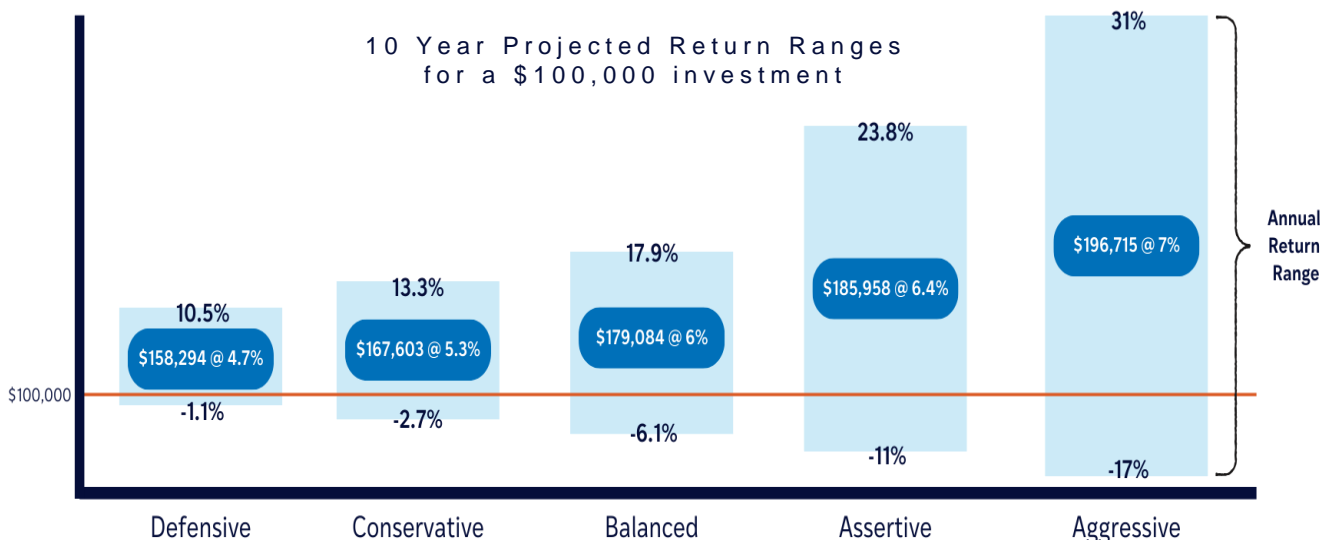 10 Year Projected Return Ranges
for a $100,000 investment
31%
23.8%
17.9%
13.3%
10.5%
$196,715 @ 7%
$185,958 @ 6.4%
$179,084 @ 6%
$167,603 @ 5.3%
$158,294 @ 4.7%
Annual
Return
Range
$100,000
-1.1%
-2.7%
-6.1%
-11%
-17%
Defensive
Conservative
Balanced
Assertive
Aggressive